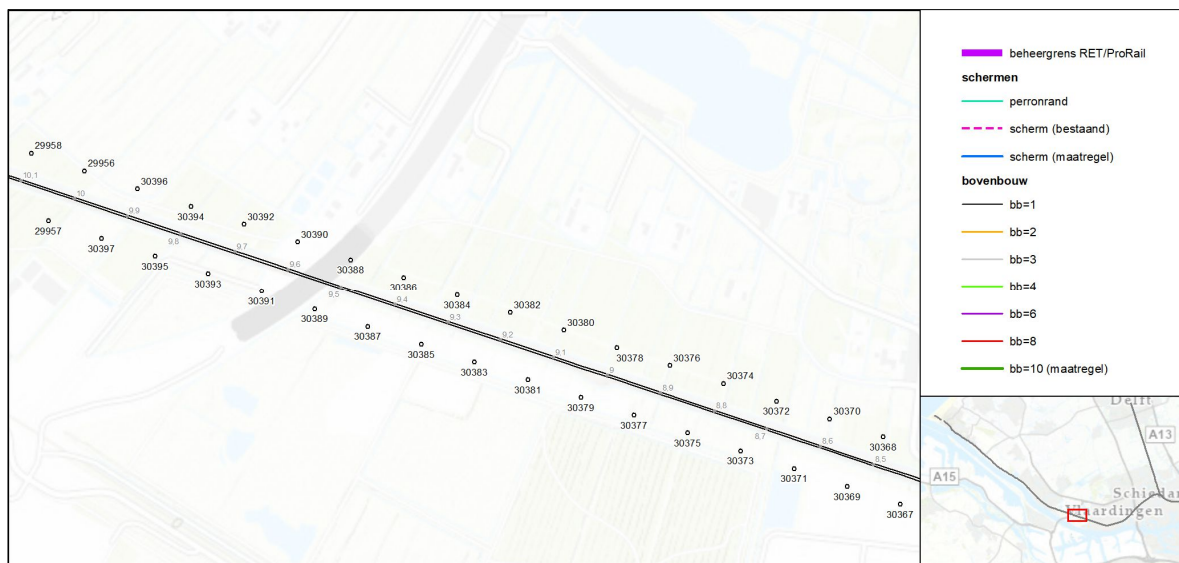 29958
29956
10,1
10
30396
9,9
30394
29957
30397
9,8
30392
30395
9,7
30390
30393
9,6
30388
30391
9,5
30386
30389
9,4
30384
30387
9,3
30382
30385
9,2
30380
30383
9,1
30378
30381
9
30376
30379
8,9
30374
30377
8,8
30372
30375
8,7
30370
30373
8,6
30368
30371
8,5
30369
30367
beheergrens RET/ProRail
schermen
perronrand
scherm (bestaand)
scherm (maatregel)
bovenbouw
bb=1
bb=2
bb=3
hh=4
bb=6
bb=8
bb=10 (maatregel)
Delft
A13
A15
Schiedam
Vlaardingen